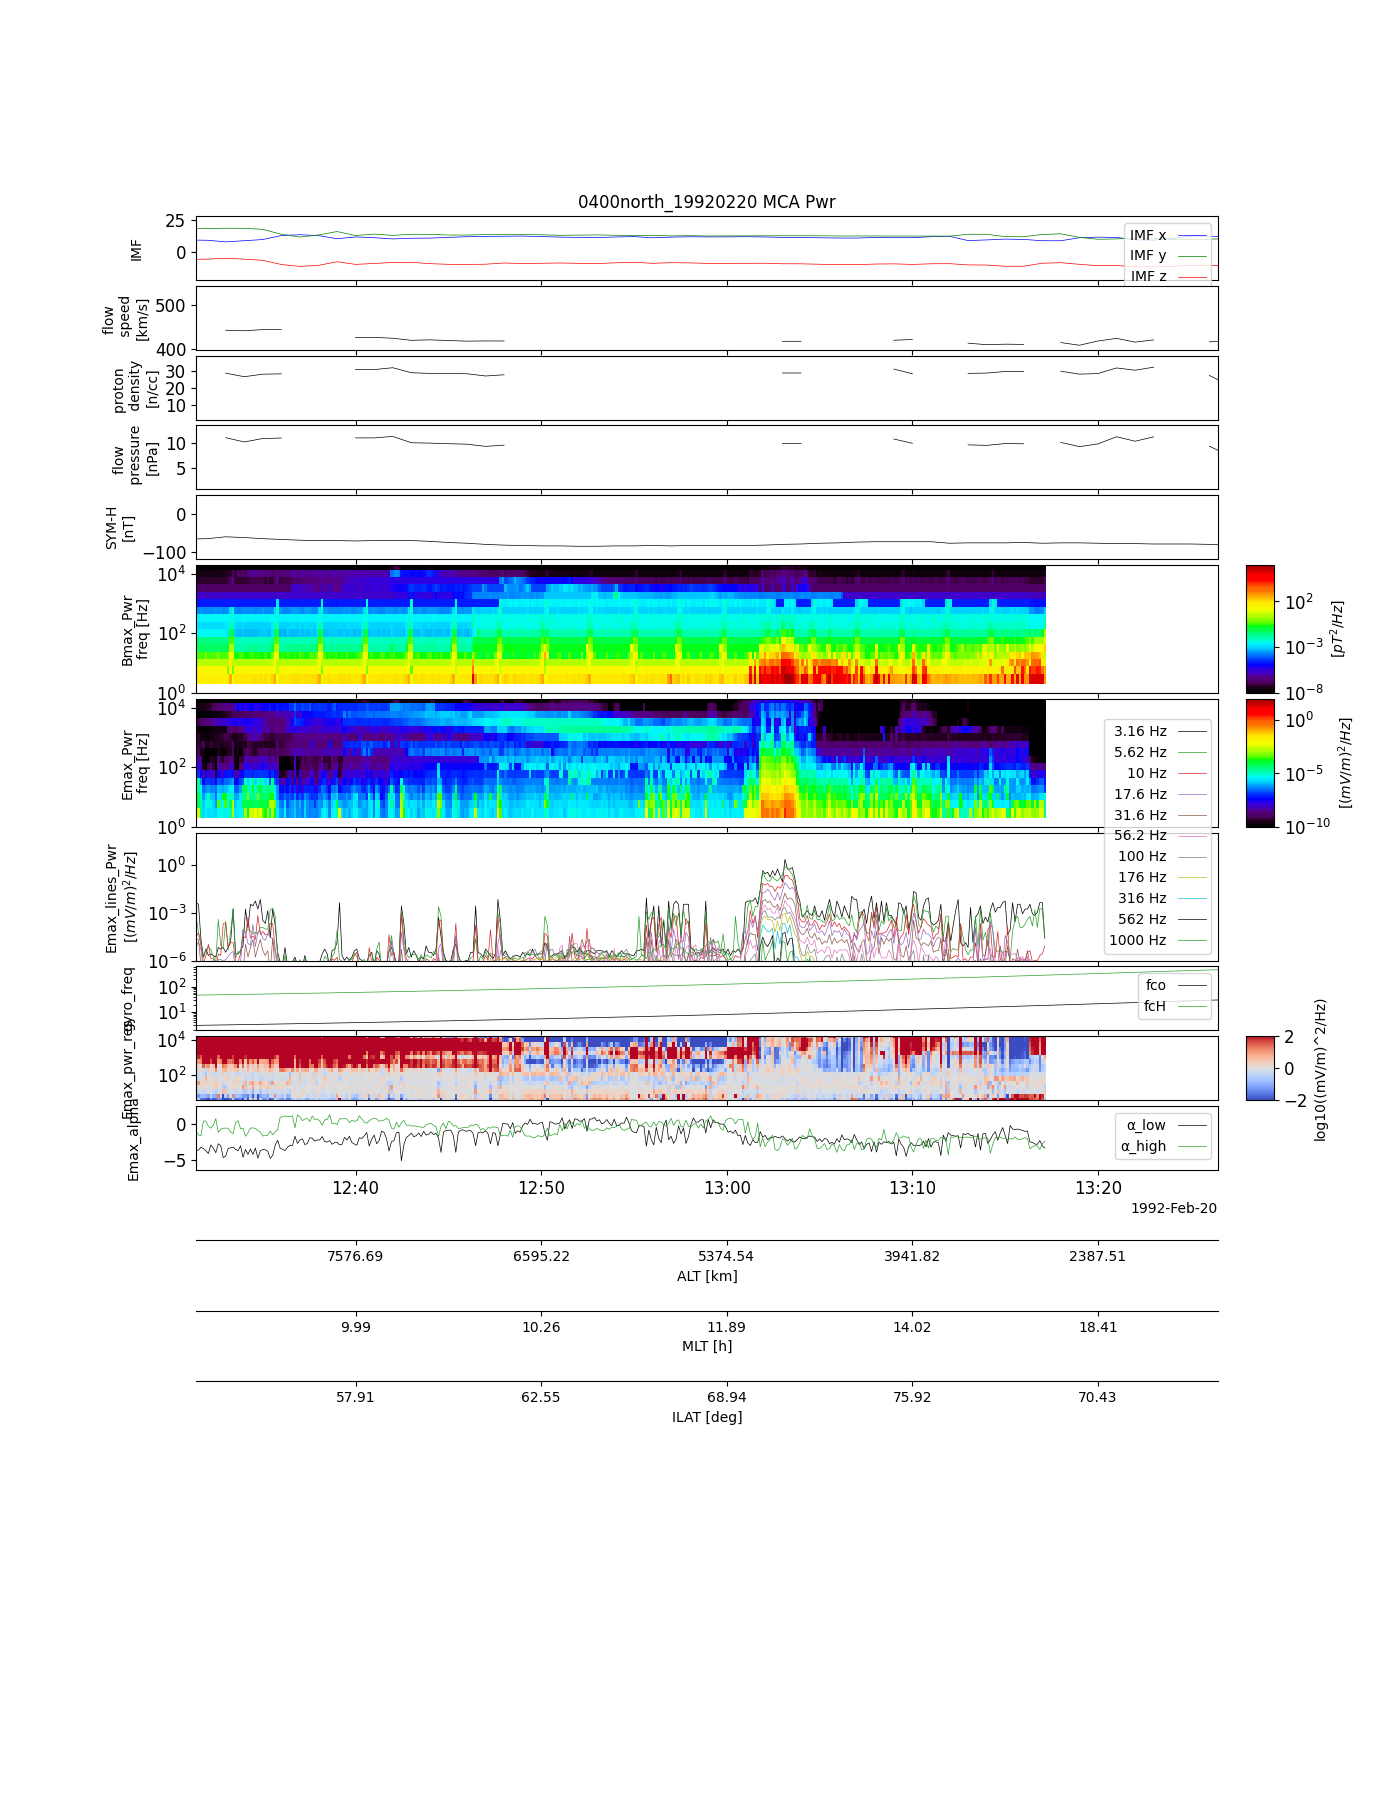 0400north_19920220 MCA Pwr
25
0
IMF
IMF x
IMF y
IMF z
500
400
flow
speed
[km/s]
30
20
10
proton
density
[n/cc]
10
5
flow
pressure
[nPa]
0
−100
SYM-H
[nT]
10⁴
10²
10⁰
Bmax_Pwr
freq [Hz]
10²
10⁻³
10⁻⁸
[pT²/Hz]
10⁴
10²
10⁰
Emax_Pwr
freq [Hz]
10⁰
10⁻⁵
10⁻¹⁰
[(mV/m)²/Hz]
3.16 Hz
5.62 Hz
10 Hz
17.6 Hz
31.6 Hz
56.2 Hz
100 Hz
176 Hz
316 Hz
562 Hz
1000 Hz
10⁰
10⁻³
10⁻⁶
Emax_lines_Pwr
[(mV/m)²/Hz]
10²
10¹
gyro_freq
fco
fcH
10⁴
10²
Emax_pwr_reg
2
0
−2
log10((mV/m)^2/Hz)
0
−5
Emax_alpha
α_low
α_high
12:40 12:50 13:00 13:10 13:20
1992-Feb-20
7576.69 6595.22 5374.54 3941.82 2387.51
ALT [km]
9.99 10.26 11.89 14.02 18.41
MLT [h]
57.91 62.55 68.94 75.92 70.43
ILAT [deg]